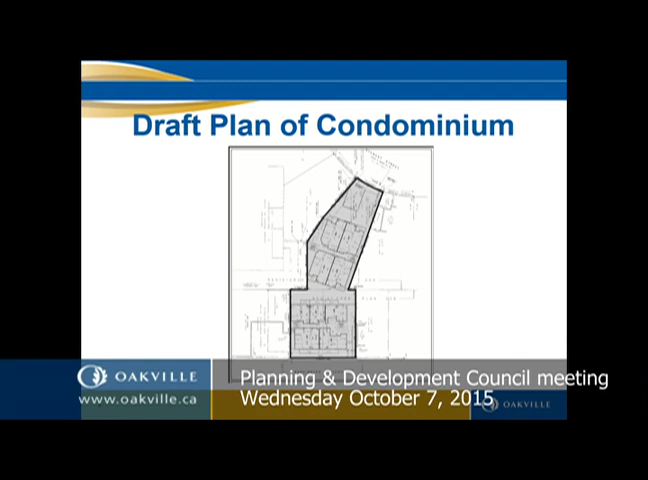 Draft Plan of Condominium
OAKVILLE
www.oakville.ca
Planning & Development Council meeting
Wednesday October 7, 2015
OAKVILLE